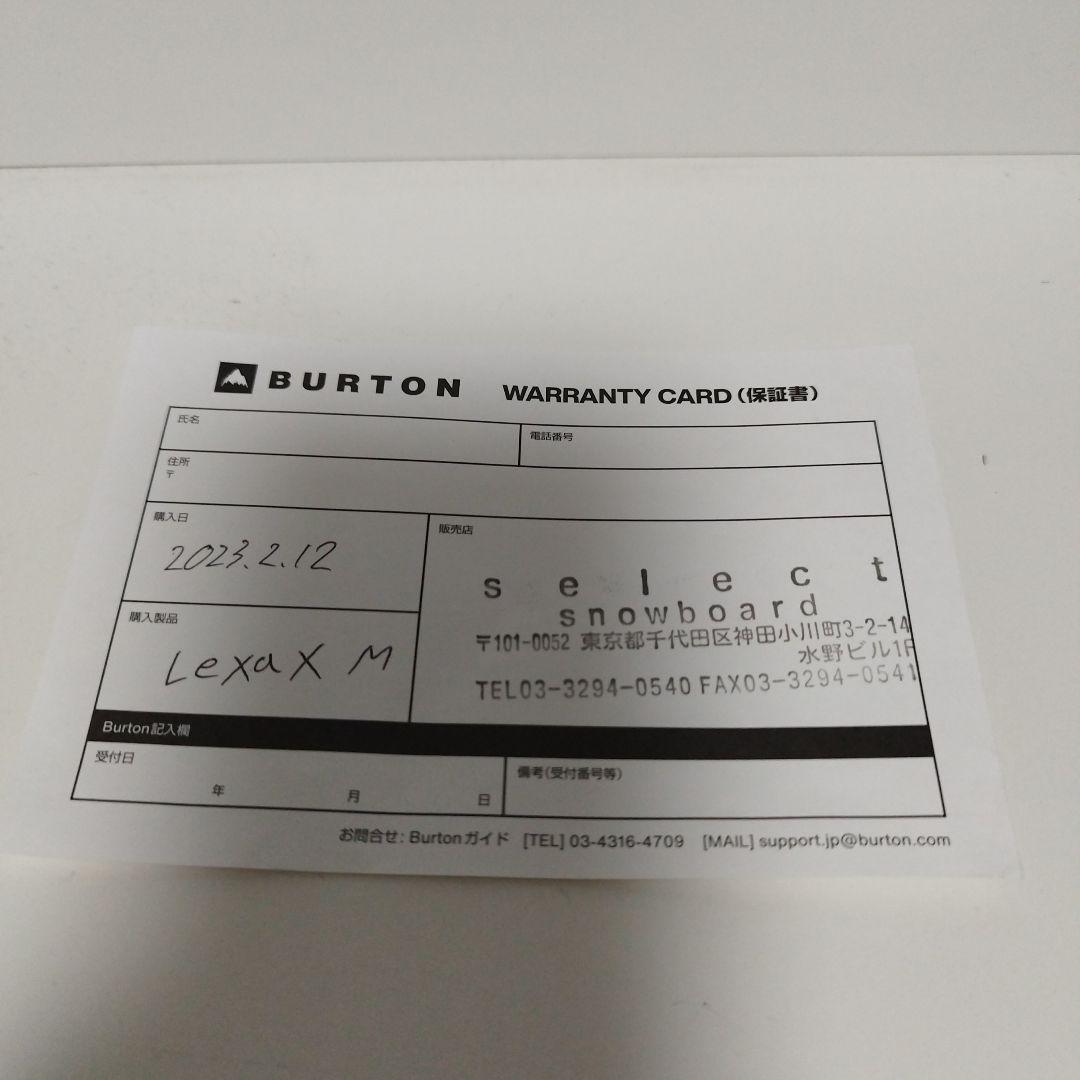 BURTON WARRANTY CARD(保証書)
氏名 電話番号
住所
〒
購入日
2023.2.12
購入製品
Lexa X M
販売店
select
snowboard
〒101-0052 東京都千代田区神田小川町3-2-14
水野ビル1F
TEL03-3294-0540 FAX03-3294-0541
Burton記入欄
受付日
年 月 日
備考(受付番号等)
お問合せ: Burtonガイド [TEL] 03-4316-4709 [MAIL] support.jp@burton.com